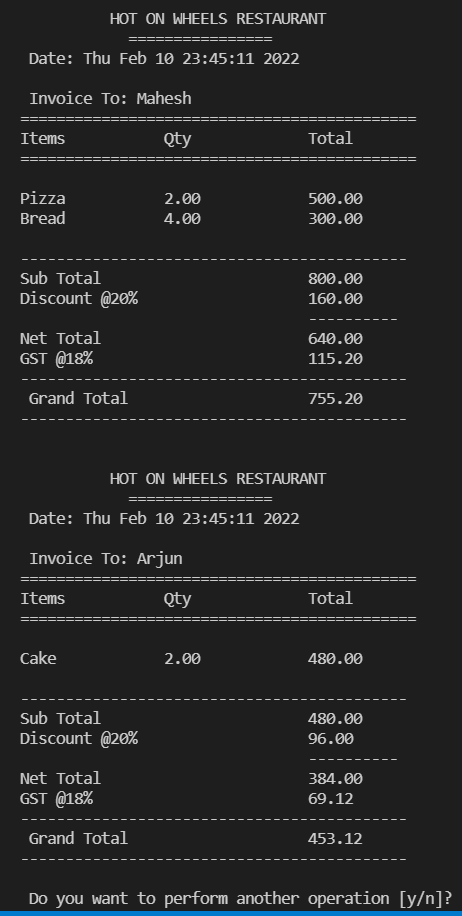 HOT ON WHEELS RESTAURANT
================
Date: Thu Feb 10 23:45:11 2022
Invoice To: Mahesh
============================================
Items Qty Total
============================================
Pizza 2.00 500.00
Bread 4.00 300.00
-------------------------------------------
Sub Total 800.00
Discount @20% 160.00
----------
Net Total 640.00
GST @18% 115.20
-------------------------------------------
Grand Total 755.20
-------------------------------------------
HOT ON WHEELS RESTAURANT
================
Date: Thu Feb 10 23:45:11 2022
Invoice To: Arjun
============================================
Items Qty Total
============================================
Cake 2.00 480.00
-------------------------------------------
Sub Total 480.00
Discount @20% 96.00
----------
Net Total 384.00
GST @18% 69.12
-------------------------------------------
Grand Total 453.12
-------------------------------------------
Do you want to perform another operation [y/n]?